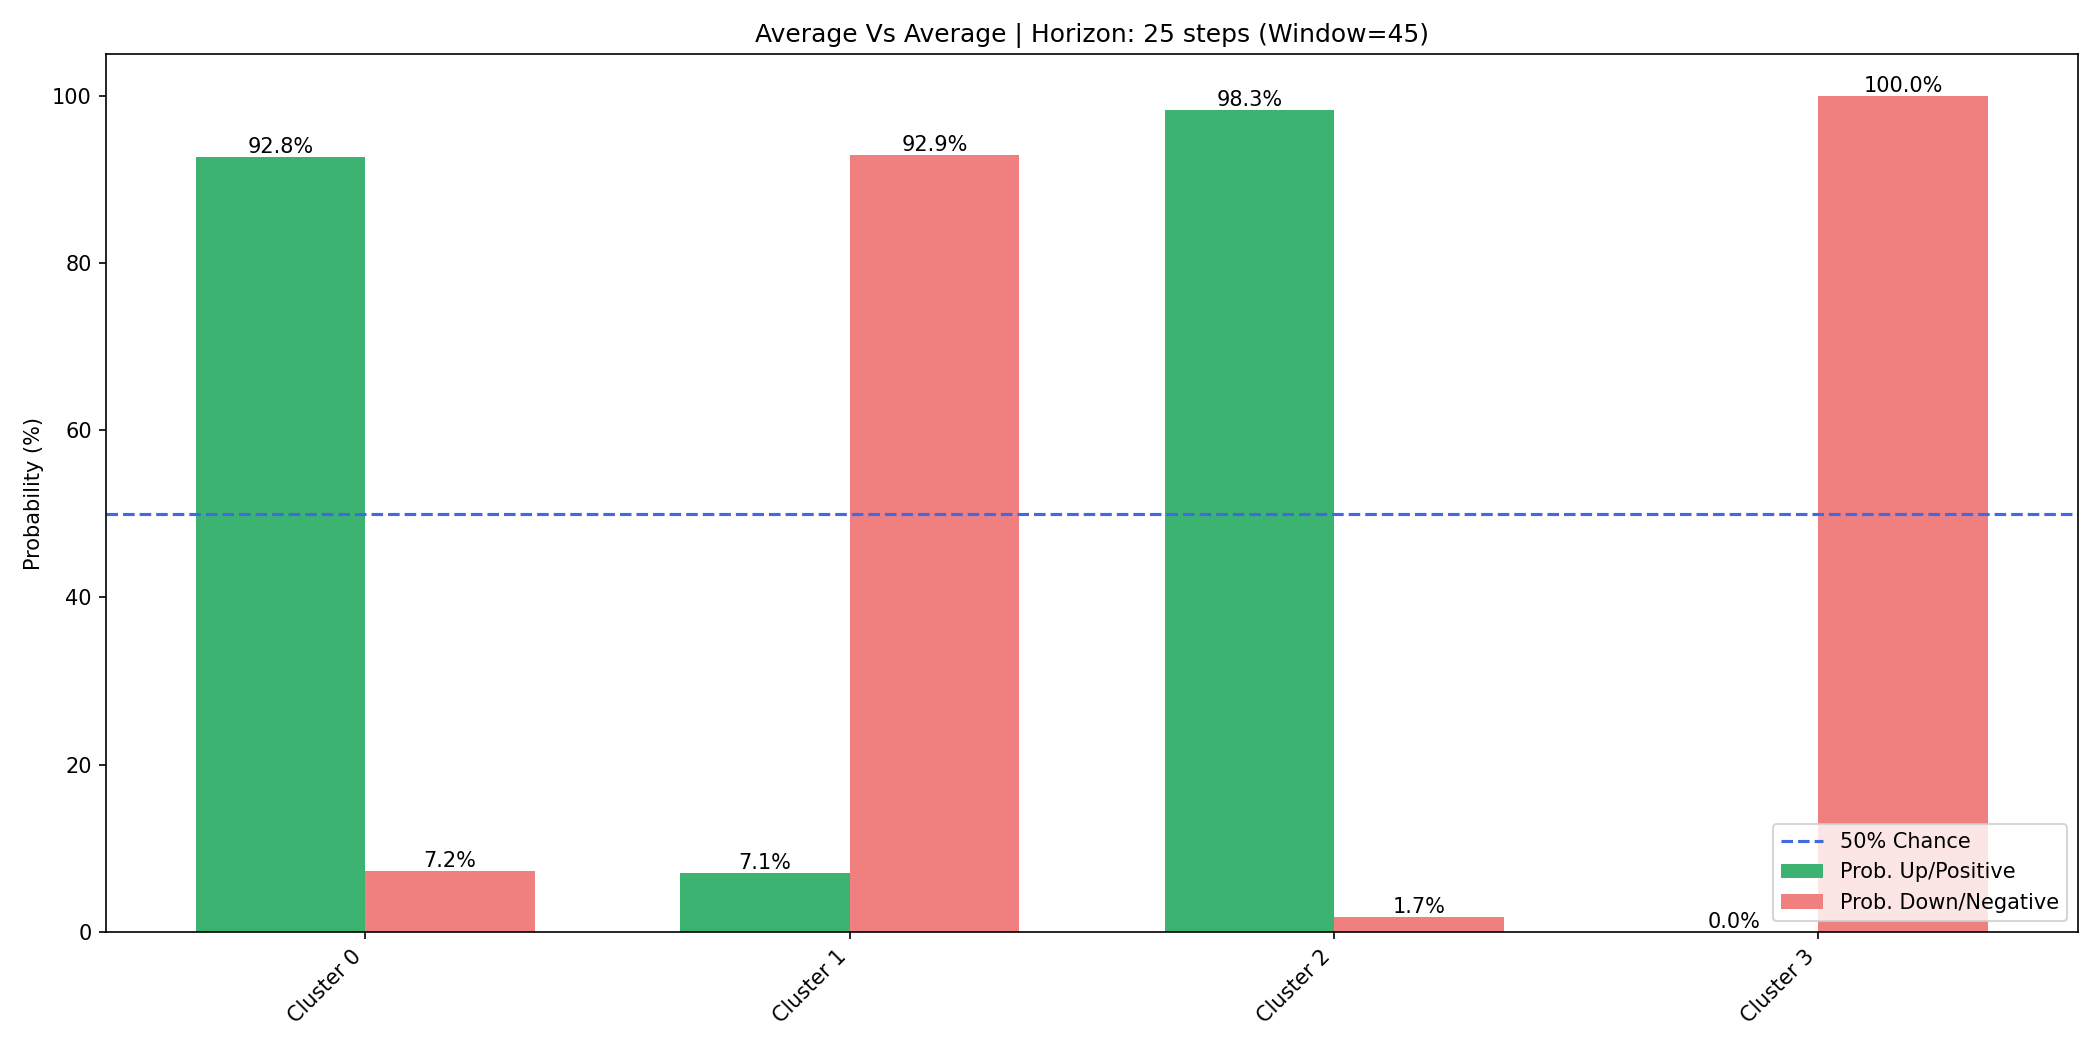 Average Vs Average | Horizon: 25 steps (Window=45)
Probability (%)
100
80
60
40
20
0
92.8%
7.2%
7.1%
92.9%
98.3%
1.7%
0.0%
100.0%
50% Chance
Prob. Up/Positive
Prob. Down/Negative
Cluster 0
Cluster 1
Cluster 2
Cluster 3